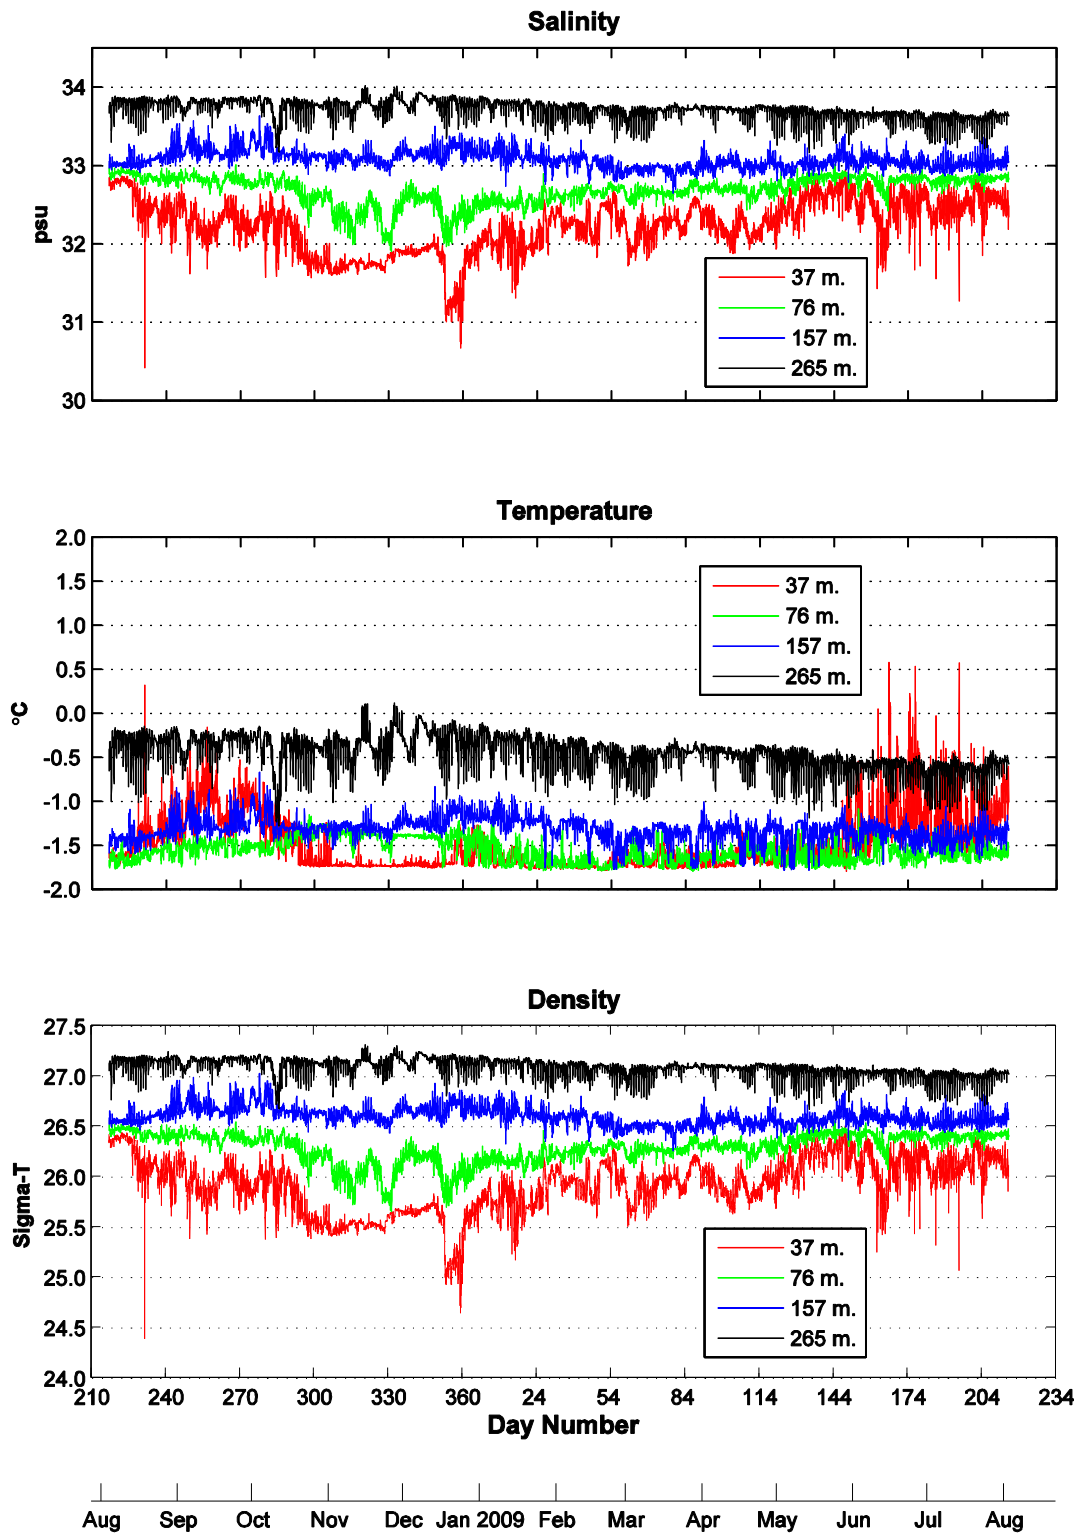 Salinity
34
33
32
31
30
psu
37 m.
76 m.
157 m.
265 m.
Temperature
2.0
1.5
1.0
0.5
0.0
-0.5
-1.0
-1.5
-2.0
°C
37 m.
76 m.
157 m.
265 m.
Density
27.5
27.0
26.5
26.0
25.5
25.0
24.5
24.0
Sigma-T
37 m.
76 m.
157 m.
265 m.
210 240 270 300 330 360 24 54 84 114 144 174 204 234
Day Number
Aug Sep Oct Nov Dec Jan 2009 Feb Mar Apr May Jun Jul Aug